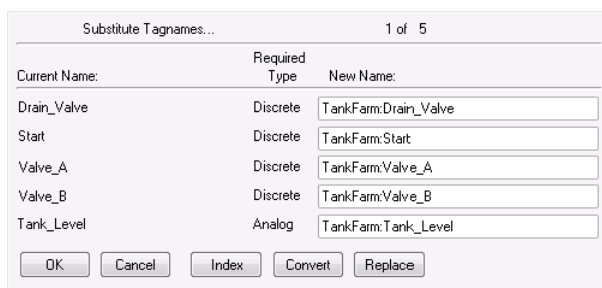 Substitute Tagnames... 1 of 5
Required
Current Name: Type New Name:
Drain_Valve Discrete TankFarm:Drain_Valve
Start Discrete TankFarm:Start
Valve_A Discrete TankFarm:Valve_A
Valve_B Discrete TankFarm:Valve_B
Tank_Level Analog TankFarm:Tank_Level
OK Cancel Index Convert Replace